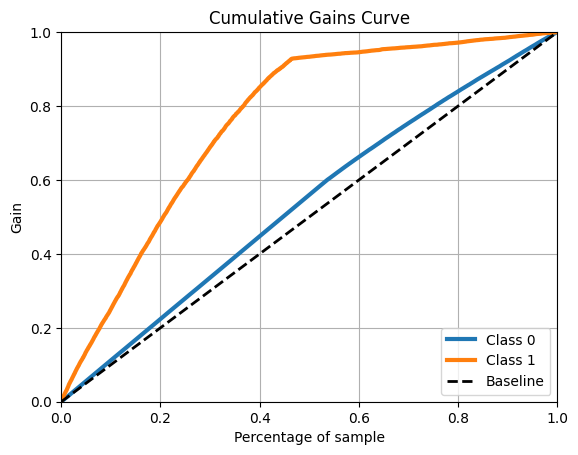 Cumulative Gains Curve
1.0
0.8
0.6
0.4
0.2
0.0
Gain
0.0 0.2 0.4 0.6 0.8 1.0
Percentage of sample
Class 0
Class 1
Baseline